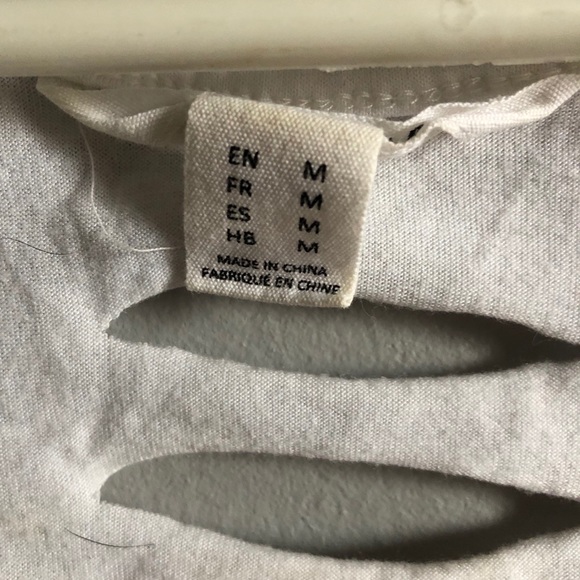 EN M
FR M
ES M
HB M
MADE IN CHINA
FABRIQUÉ EN CHINE